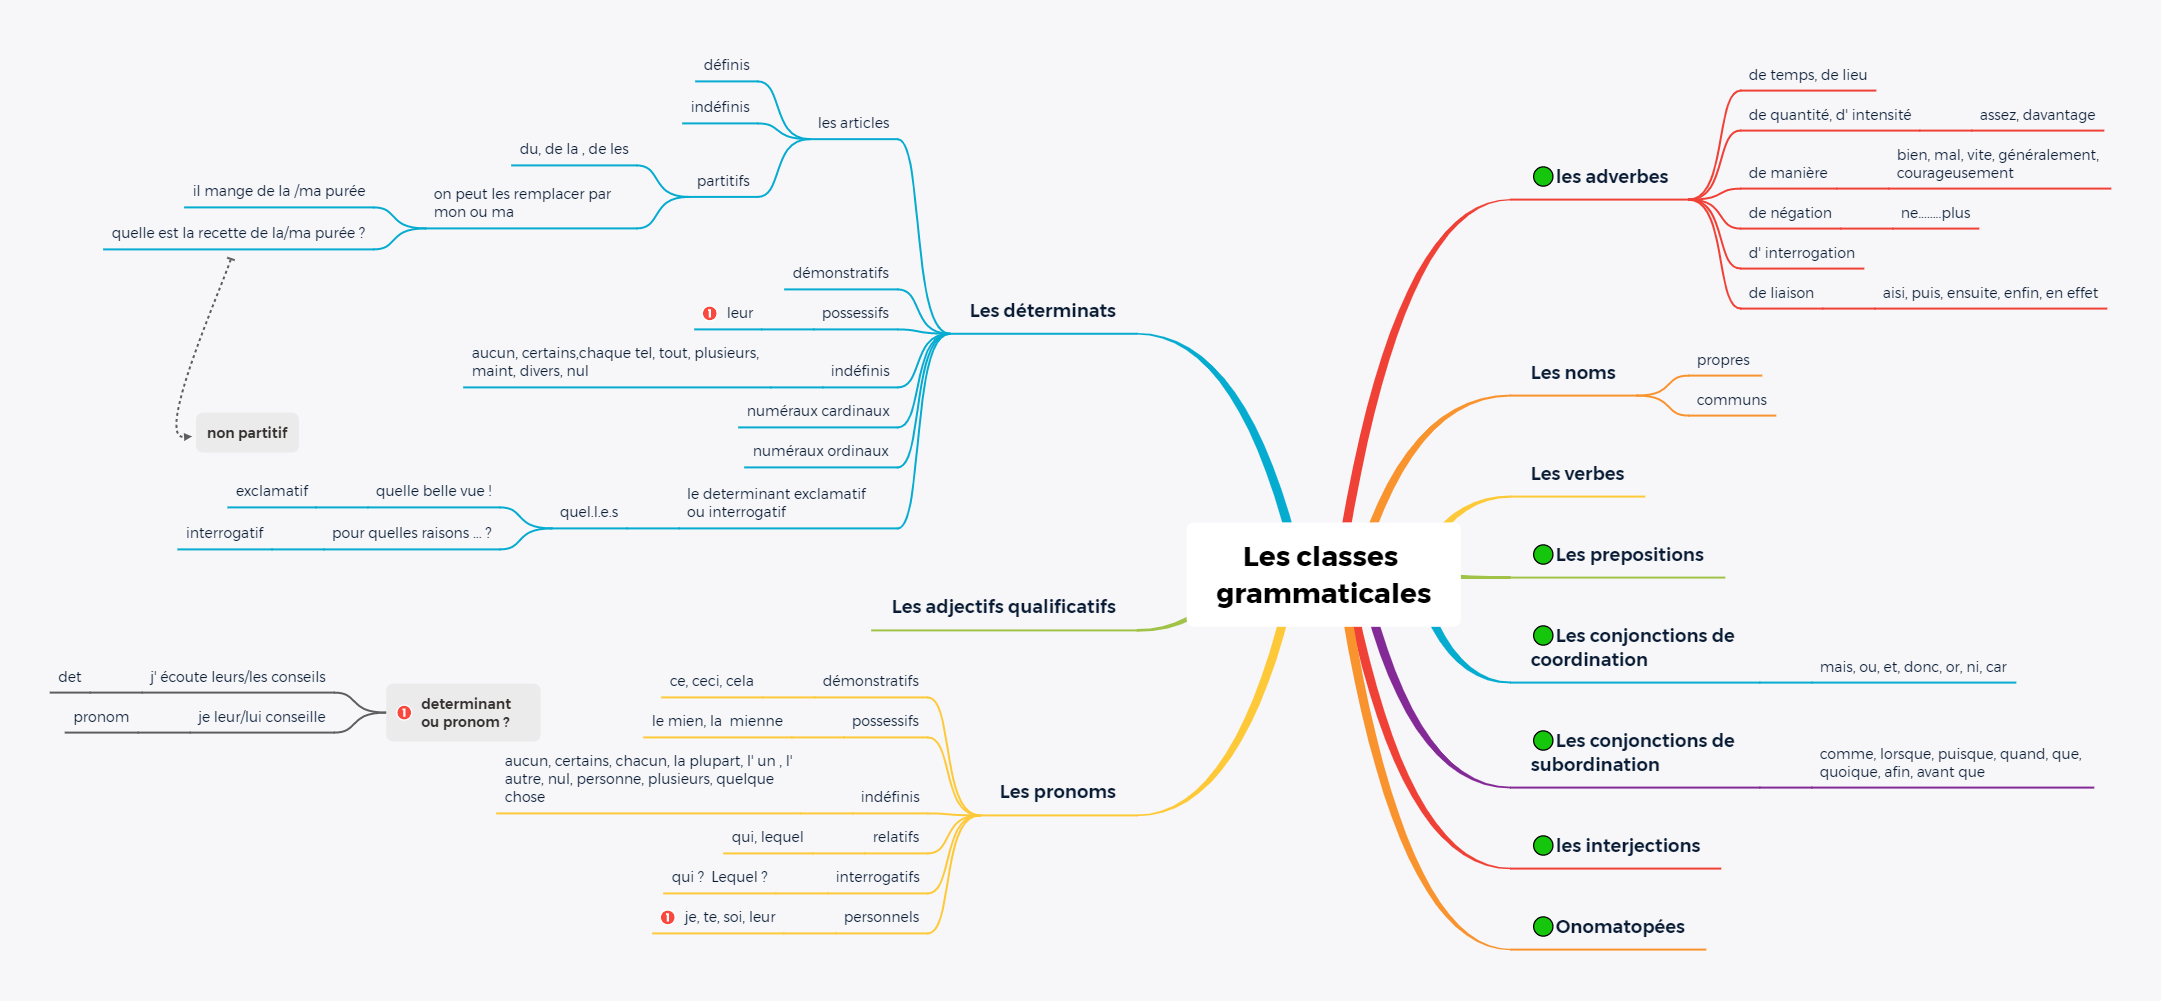 Les classes
grammaticales
les adverbes
de temps, de lieu
de quantité, d' intensité
assez, davantage
de manière
bien, mal, vite, généralement,
courageusement
de négation
ne........plus
d' interrogation
de liaison
aisi, puis, ensuite, enfin, en effet
Les noms
propres
communs
Les verbes
Les prepositions
Les conjonctions de
coordination
mais, ou, et, donc, or, ni, car
Les conjonctions de
subordination
comme, lorsque, puisque, quand, que,
quoique, afin, avant que
les interjections
Onomatopées
Les déterminats
les articles
définis
indéfinis
partitifs
du, de la , de les
on peut les remplacer par
mon ou ma
il mange de la /ma purée
quelle est la recette de la/ma purée ?
non partitif
démonstratifs
possessifs
1 leur
indéfinis
aucun, certains,chaque tel, tout, plusieurs,
maint, divers, nul
numéraux cardinaux
numéraux ordinaux
le determinant exclamatif
ou interrogatif
quel.l.e.s
quelle belle vue !
exclamatif
pour quelles raisons ... ?
interrogatif
Les adjectifs qualificatifs
Les pronoms
démonstratifs
ce, ceci, cela
possessifs
le mien, la  mienne
indéfinis
aucun, certains, chacun, la plupart, l' un , l'
autre, nul, personne, plusieurs, quelque
chose
relatifs
qui, lequel
interrogatifs
qui ?  Lequel ?
personnels
1 je, te, soi, leur
1 determinant
ou pronom ?
j' écoute leurs/les conseils
det
je leur/lui conseille
pronom